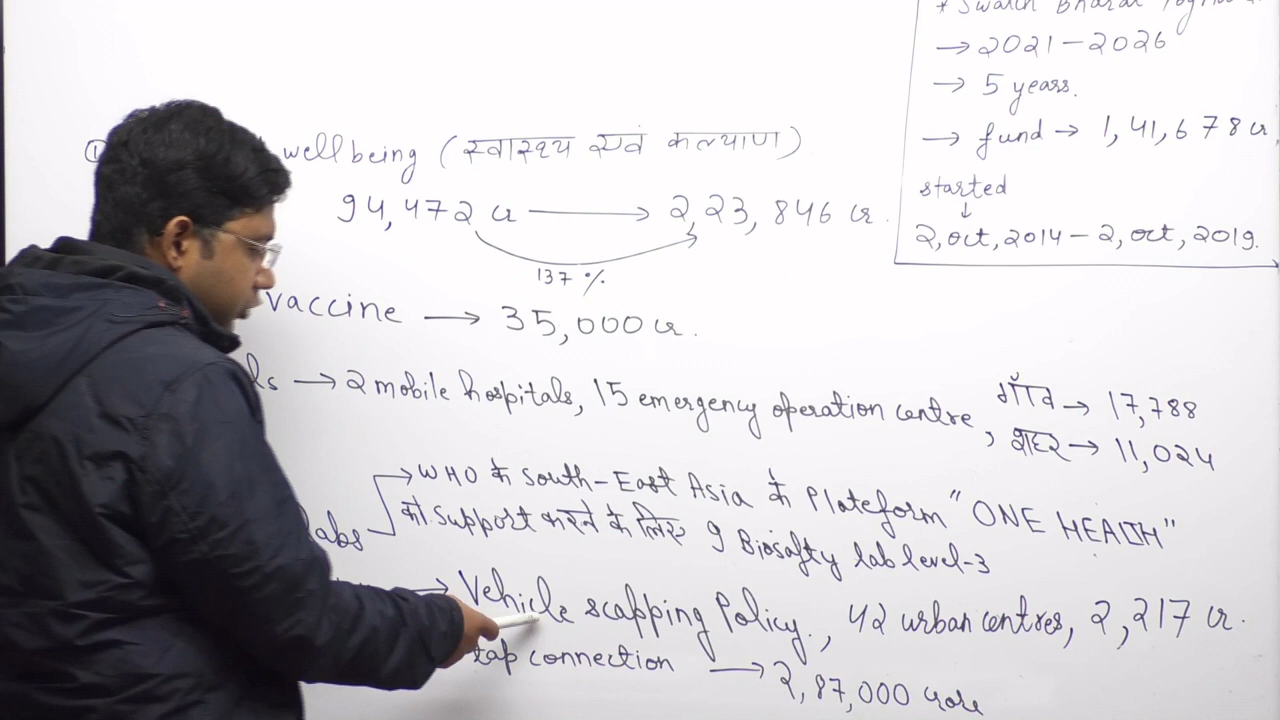 ① wellbeing (स्वास्थ्य एवं कल्याण)
94,472 cr → 2,23,846 cr.
137 %
vaccine → 35,000 cr.
ls → 2 mobile hospitals, 15 emergency operation centre, गाँव → 17,788
, शहर → 11,024
labs → WHO के South-East Asia के Plateform "ONE HEALTH"
को support करने के लिए 9 Biosafty lab level-3
→ Vehicle scapping Policy, 42 urban centres, 2,217 cr.
tap connection → 2,87,000 crore
* Swach Bharat
→ 2021-2026
→ 5 years.
→ fund → 1,41,678 cr
started
↓
2, oct, 2014 - 2, oct, 2019.